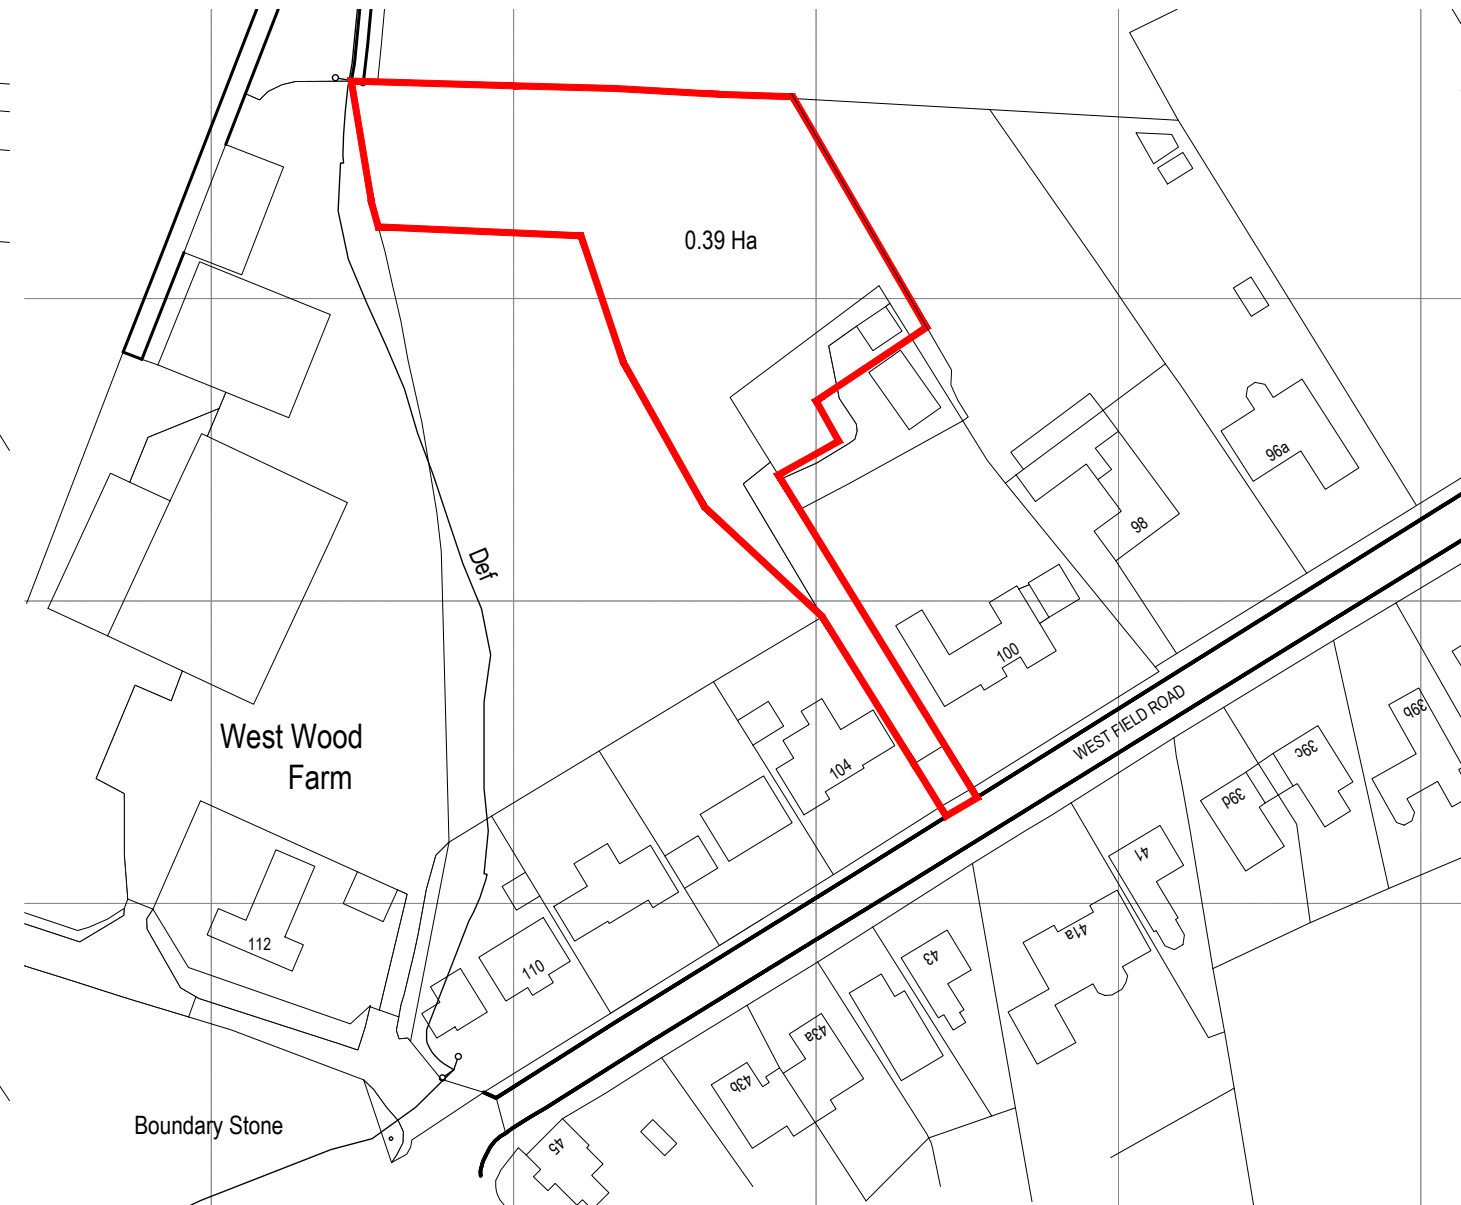 0.39 Ha
96a
98
Def
100
WEST FIELD ROAD
39b
West Wood
Farm
104
39c
39d
41
41a
112
110
43
43a
43b
Boundary Stone
45